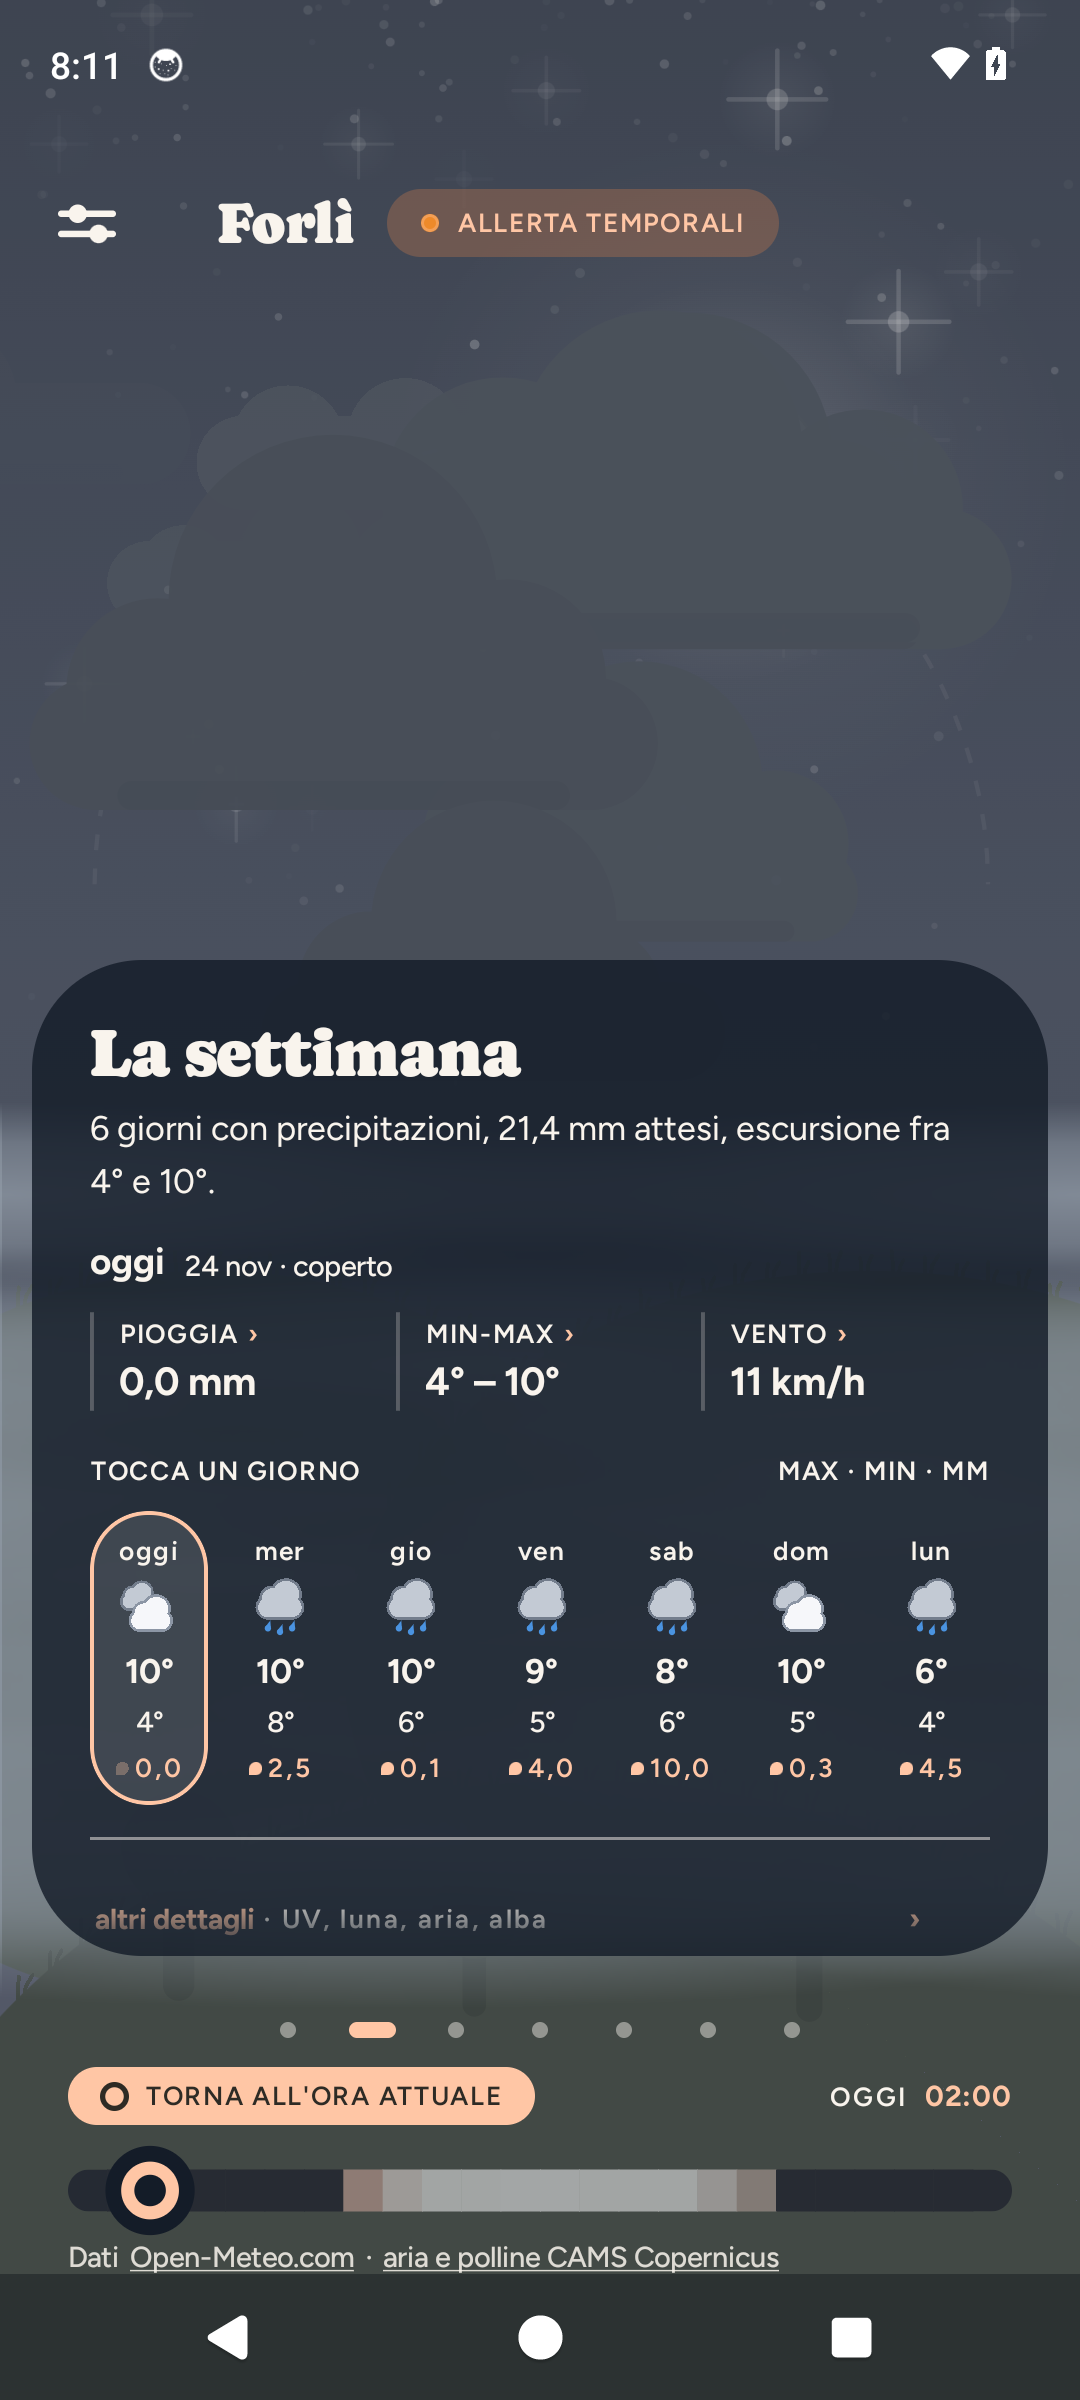 8:11
Forlì
ALLERTA TEMPORALI
La settimana
6 giorni con precipitazioni, 21,4 mm attesi, escursione fra
4° e 10°.
oggi 24 nov · coperto
PIOGGIA › MIN-MAX › VENTO ›
0,0 mm 4° – 10° 11 km/h
TOCCA UN GIORNO MAX · MIN · MM
oggi mer gio ven sab dom lun
10° 10° 10° 9° 8° 10° 6°
4° 8° 6° 5° 6° 5° 4°
0,0 2,5 0,1 4,0 10,0 0,3 4,5
altri dettagli · UV, luna, aria, alba ›
TORNA ALL'ORA ATTUALE OGGI 02:00
Dati Open-Meteo.com · aria e polline CAMS Copernicus